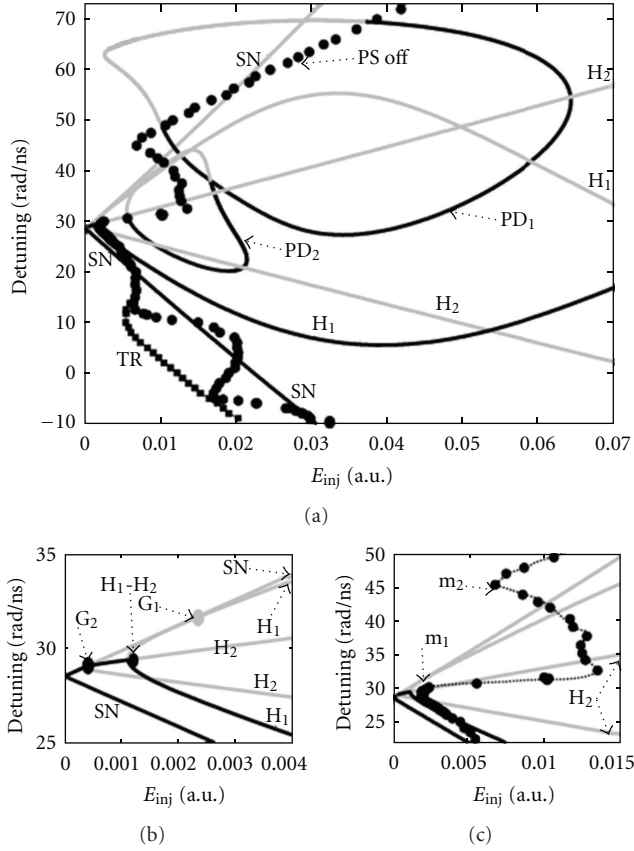 70
60
50
40
30
20
10
0
−10
Detuning (rad/ns)
SN
PS off
H2
H1
PD1
PD2
SN
H2
H1
TR
SN
0
0.01
0.02
0.03
0.04
0.05
0.06
0.07
Einj (a.u.)
(a)
35
30
25
Detuning (rad/ns)
H1-H2
G1
G2
SN
H1
H2
H2
SN
H1
0
0.001
0.002
0.003
0.004
Einj (a.u.)
(b)
50
45
40
35
30
25
Detuning (rad/ns)
m2
m1
H2
0
0.005
0.01
0.015
Einj (a.u.)
(c)